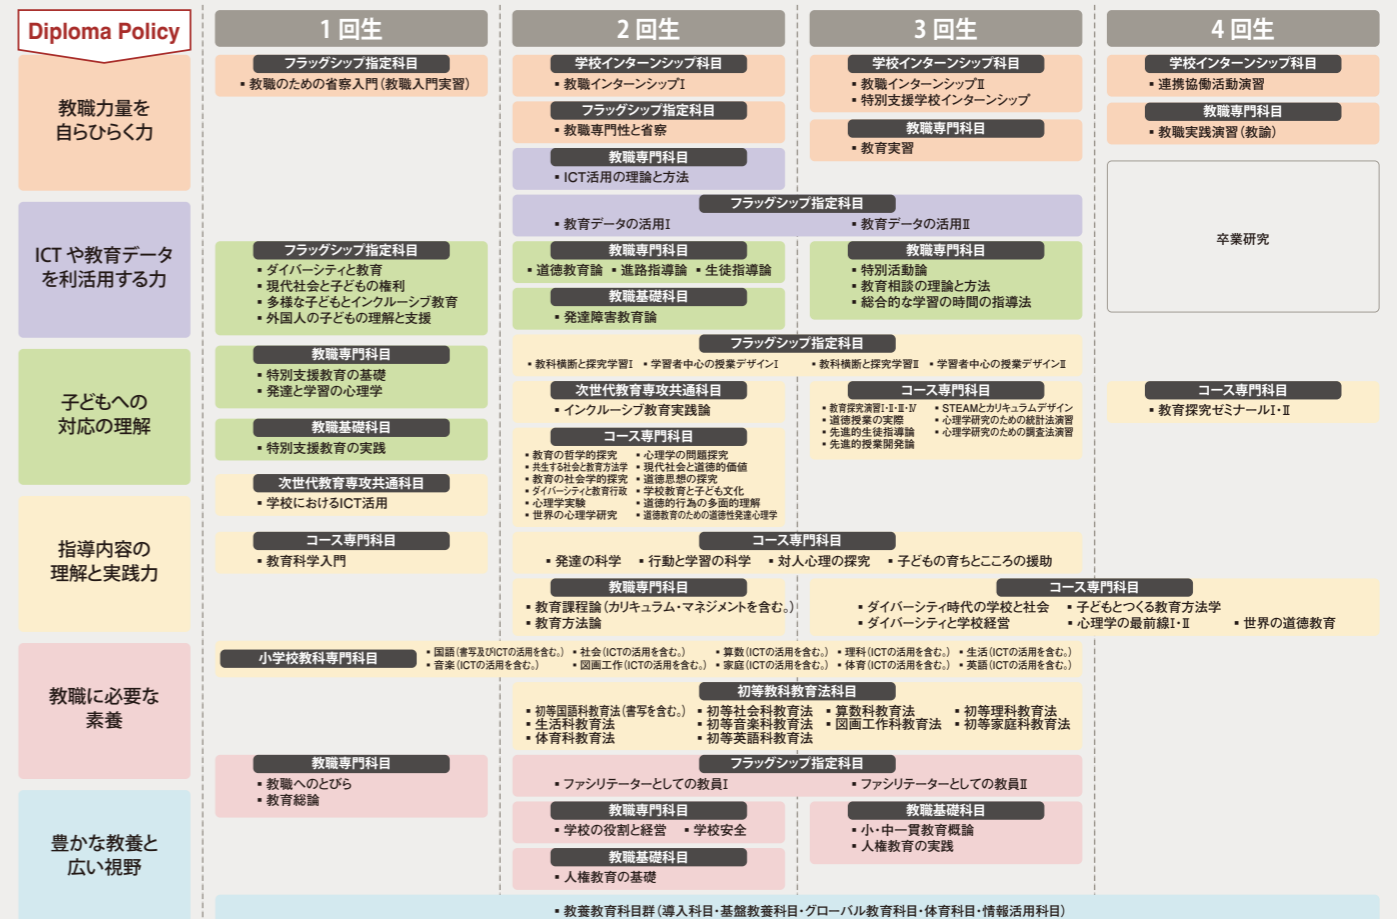 Diploma Policy
1回生
2回生
3回生
4回生
教職力量を
自らひらく力
ICTや教育データ
を利活用する力
子どもへの
対応の理解
指導内容の
理解と実践力
教職に必要な
素養
豊かな教養と
広い視野
フラッグシップ指定科目
▪ 教職のための省察入門(教職入門実習)
学校インターンシップ科目
▪ 教職インターンシップⅠ
フラッグシップ指定科目
▪ 教職専門性と省察
教職専門科目
▪ ICT活用の理論と方法
学校インターンシップ科目
▪ 教職インターンシップⅡ
▪ 特別支援学校インターンシップ
教職専門科目
▪ 教育実習
学校インターンシップ科目
▪ 連携協働活動演習
教職専門科目
▪ 教職実践演習(教諭)
卒業研究
フラッグシップ指定科目
▪ 教育データの活用Ⅰ ▪ 教育データの活用Ⅱ
フラッグシップ指定科目
▪ ダイバーシティと教育
▪ 現代社会と子どもの権利
▪ 多様な子どもとインクルーシブ教育
▪ 外国人の子どもの理解と支援
教職専門科目
▪ 特別支援教育の基礎
▪ 発達と学習の心理学
教職基礎科目
▪ 特別支援教育の実践
教職専門科目
▪ 道徳教育論 ▪ 進路指導論 ▪ 生徒指導論
教職基礎科目
▪ 発達障害教育論
教職専門科目
▪ 特別活動論
▪ 教育相談の理論と方法
▪ 総合的な学習の時間の指導法
フラッグシップ指定科目
▪ 教科横断と探究学習Ⅰ ▪ 学習者中心の授業デザインⅠ ▪ 教科横断と探究学習Ⅱ ▪ 学習者中心の授業デザインⅡ
次世代教育専攻共通科目
▪ 学校におけるICT活用
コース専門科目
▪ 教育科学入門
次世代教育専攻共通科目
▪ インクルーシブ教育実践論
コース専門科目
▪ 教育の哲学的探究 ▪ 心理学の問題探究
▪ 共生する社会と教育方法学 ▪ 現代社会と道徳的価値
▪ 教育の社会学的探究 ▪ 道徳思想の探究
▪ ダイバーシティと教育行政 ▪ 学校教育と子ども文化
▪ 心理学実験 ▪ 道徳的行為の多面的理解
▪ 世界の心理学研究 ▪ 道徳教育のための道徳性発達心理学
コース専門科目
▪ 教育探究演習Ⅰ・Ⅱ・Ⅲ・Ⅳ ▪ STEAMとカリキュラムデザイン
▪ 道徳授業の実際 ▪ 心理学研究のための統計法演習
▪ 先進的生徒指導論 ▪ 心理学研究のための調査法演習
▪ 先進的授業開発論
コース専門科目
▪ 教育探究ゼミナールⅠ・Ⅱ
コース専門科目
▪ 発達の科学 ▪ 行動と学習の科学 ▪ 対人心理の探究 ▪ 子どもの育ちとこころの援助
教職専門科目
▪ 教育課程論(カリキュラム・マネジメントを含む。)
▪ 教育方法論
コース専門科目
▪ ダイバーシティ時代の学校と社会 ▪ 子どもとつくる教育方法学
▪ ダイバーシティと学校経営 ▪ 心理学の最前線Ⅰ・Ⅱ ▪ 世界の道徳教育
小学校教科専門科目
▪ 国語(書写及びICTの活用を含む。) ▪ 社会(ICTの活用を含む。) ▪ 算数(ICTの活用を含む。) ▪ 理科(ICTの活用を含む。) ▪ 生活(ICTの活用を含む。)
▪ 音楽(ICTの活用を含む。) ▪ 図画工作(ICTの活用を含む。) ▪ 家庭(ICTの活用を含む。) ▪ 体育(ICTの活用を含む。) ▪ 英語(ICTの活用を含む。)
初等教科教育法科目
▪ 初等国語科教育法(書写を含む。) ▪ 初等社会科教育法 ▪ 算数科教育法 ▪ 初等理科教育法
▪ 生活科教育法 ▪ 初等音楽科教育法 ▪ 図画工作科教育法 ▪ 初等家庭科教育法
▪ 体育科教育法 ▪ 初等英語科教育法
教職専門科目
▪ 教職へのとびら
▪ 教育総論
フラッグシップ指定科目
▪ ファシリテーターとしての教員Ⅰ ▪ ファシリテーターとしての教員Ⅱ
教職専門科目
▪ 学校の役割と経営 ▪ 学校安全
教職基礎科目
▪ 人権教育の基礎
教職基礎科目
▪ 小・中一貫教育概論
▪ 人権教育の実践
▪ 教養教育科目群(導入科目・基盤教養科目・グローバル教育科目・体育科目・情報活用科目)